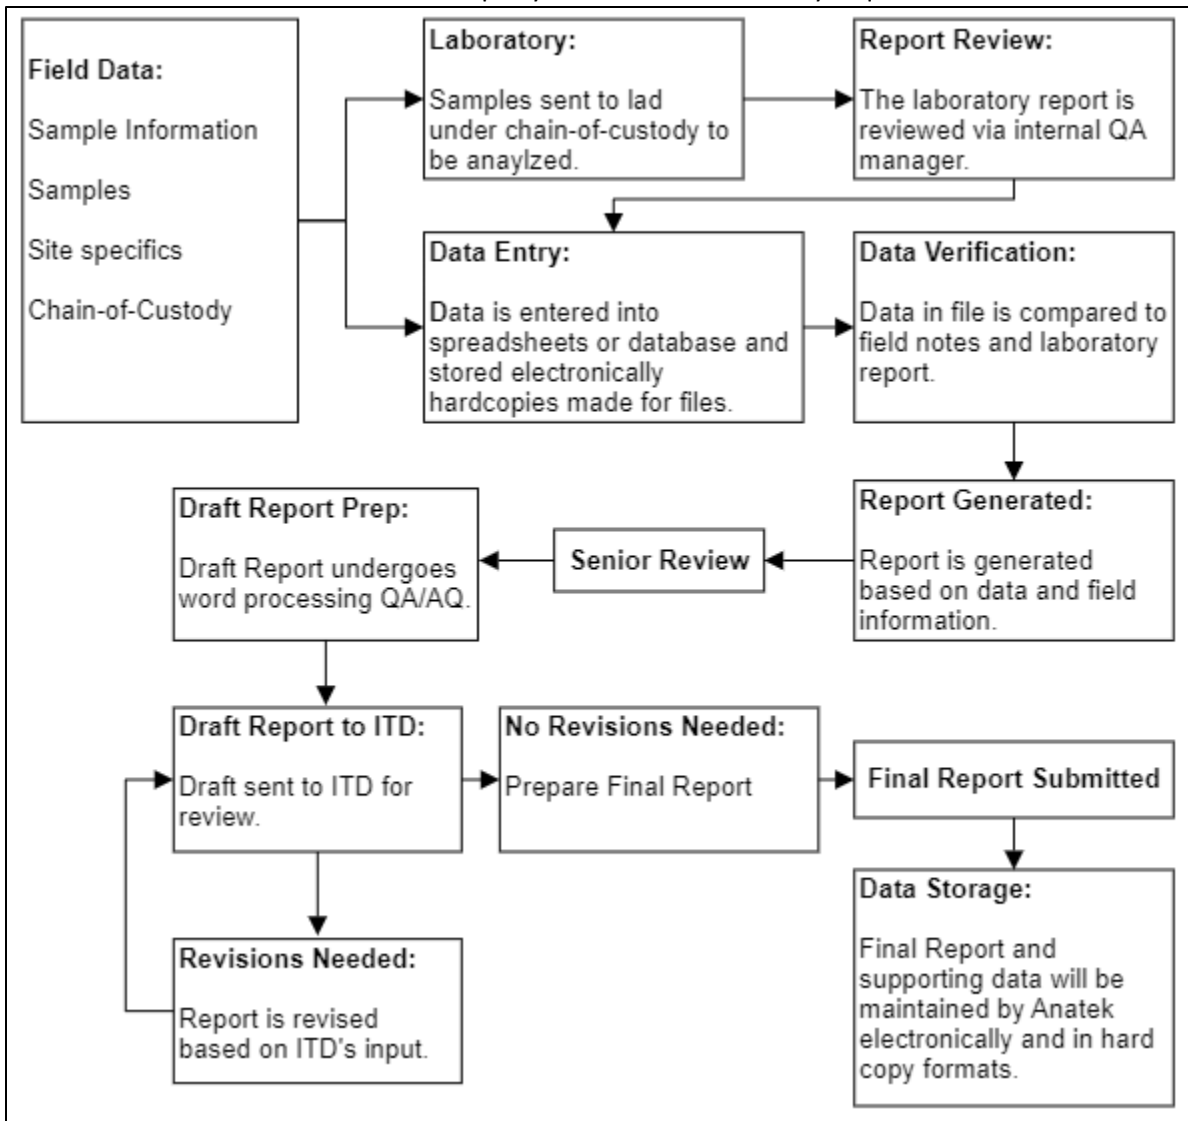 Field Data:
Sample Information
Samples
Site specifics
Chain-of-Custody
Laboratory:
Samples sent to lad
under chain-of-custody to
be anaylzed.
Report Review:
The laboratory report is
reviewed via internal QA
manager.
Data Entry:
Data is entered into
spreadsheets or database and
stored electronically
hardcopies made for files.
Data Verification:
Data in file is compared to
field notes and laboratory
report.
Report Generated:
Report is generated
based on data and field
information.
Senior Review
Draft Report Prep:
Draft Report undergoes
word processing QA/AQ.
Draft Report to ITD:
Draft sent to ITD for
review.
Revisions Needed:
Report is revised
based on ITD's input.
No Revisions Needed:
Prepare Final Report
Final Report Submitted
Data Storage:
Final Report and
supporting data will be
maintained by Anatek
electronically and in hard
copy formats.